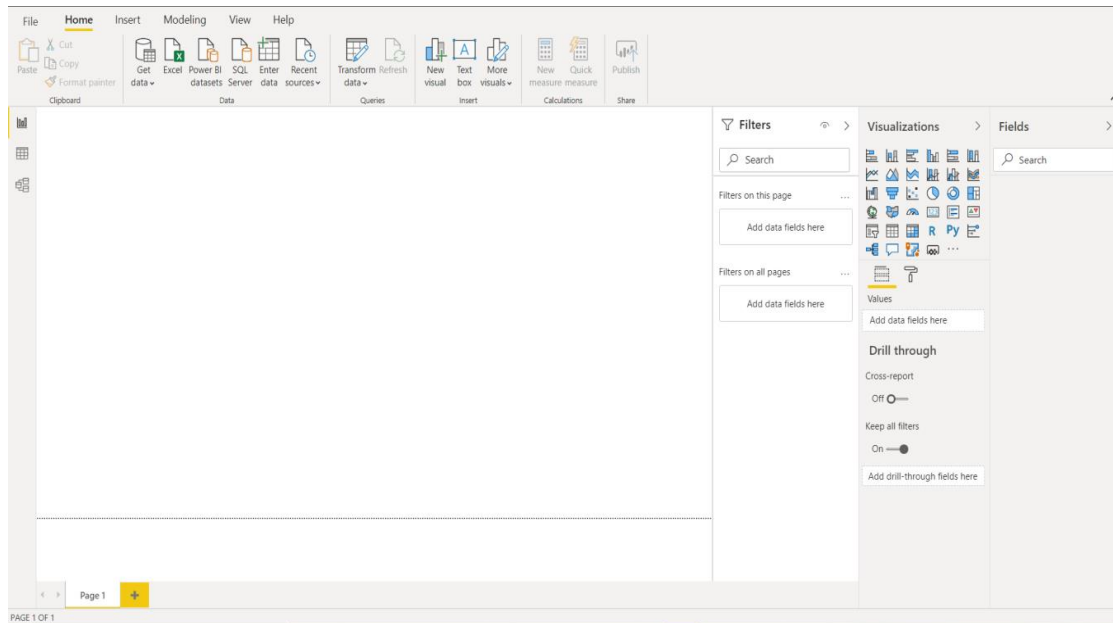 File Home Insert Modeling View Help
Paste
Cut
Copy
Format painter
Clipboard
Get data
Excel
Power BI datasets
SQL Server
Enter data
Recent sources
Data
Transform data
Refresh
Queries
New visual
Text box
More visuals
Insert
New measure
Quick measure
Calculations
Publish
Share
Filters
Search
Filters on this page ...
Add data fields here
Filters on all pages ...
Add data fields here
Visualizations
123
R Py
...
Values
Add data fields here
Drill through
Cross-report
Off
Keep all filters
On
Add drill-through fields here
Fields
Search
Page 1 +
PAGE 1 OF 1